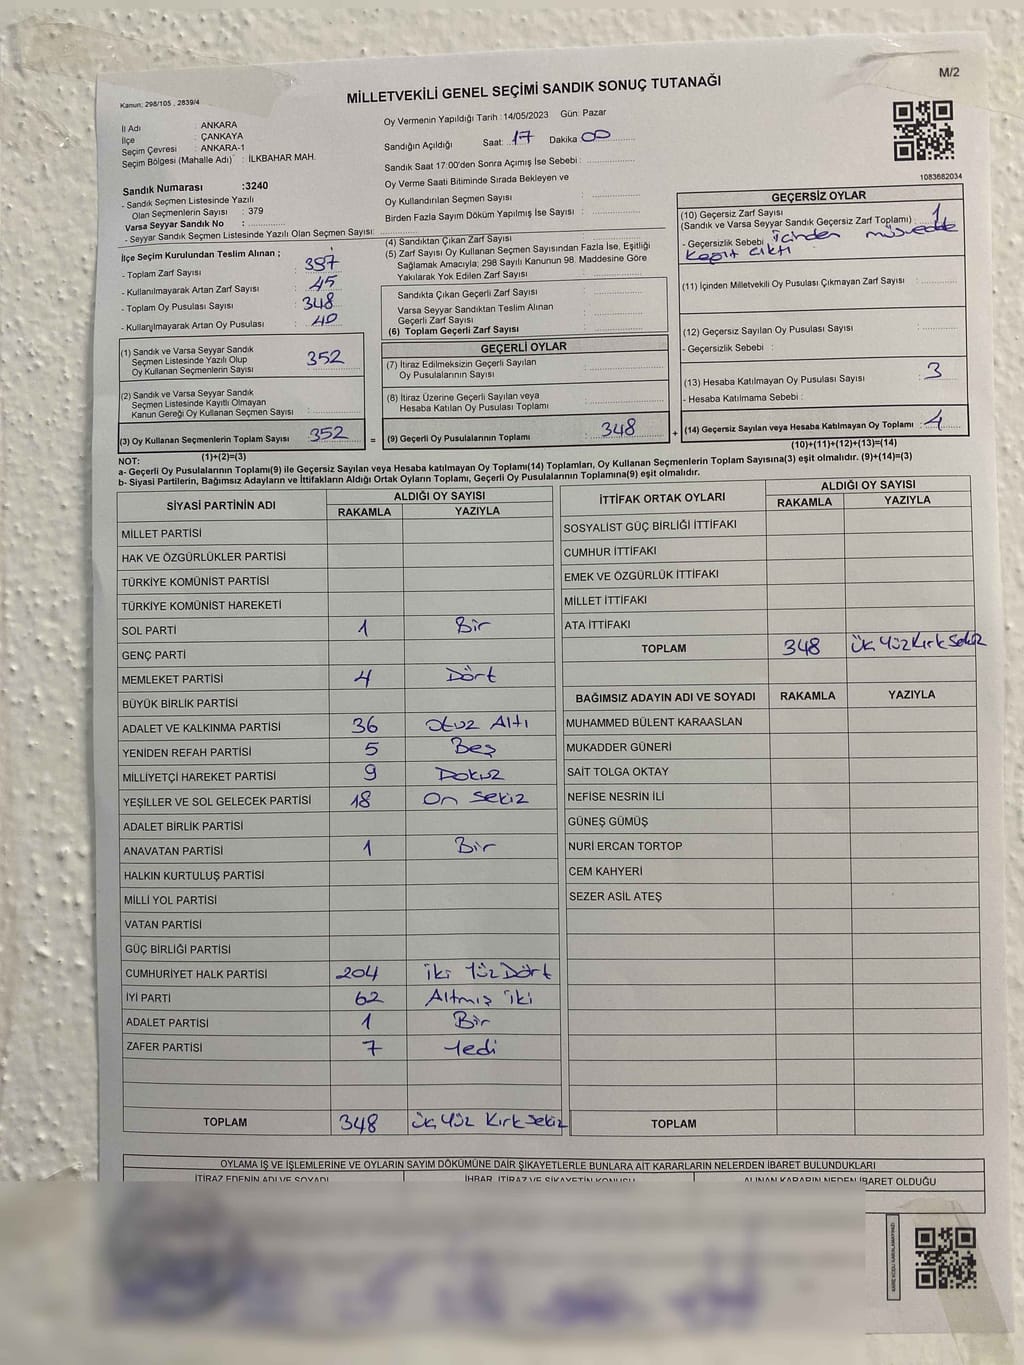 M/2
MİLLETVEKİLİ GENEL SEÇİMİ SANDIK SONUÇ TUTANAĞI
Kanun: 298/105 , 2839/4
İl Adı : ANKARA
İlçe : ÇANKAYA
Seçim Çevresi : ANKARA-1
Seçim Bölgesi (Mahalle Adı) : İLKBAHAR MAH.
Oy Vermenin Yapıldığı Tarih : 14/05/2023 Gün: Pazar
Sandığın Açıldığı Saat: 17 Dakika 00
Sandık Saat 17:00'den Sonra Açımış İse Sebebi :
Oy Verme Saati Bitiminde Sırada Bekleyen ve
Oy Kullandırılan Seçmen Sayısı :
Birden Fazla Sayım Döküm Yapılmış İse Sayısı :
1083682034
Sandık Numarası :3240
- Sandık Seçmen Listesinde Yazılı
Olan Seçmenlerin Sayısı : 379
Varsa Seyyar Sandık No :
- Seyyar Sandık Seçmen Listesinde Yazılı Olan Seçmen Sayısı:
İlçe Seçim Kurulundan Teslim Alınan ;
- Toplam Zarf Sayısı : 397
- Kullanılmayarak Artan Zarf Sayısı : 45
- Toplam Oy Pusulası Sayısı : 348
- Kullanılmayarak Artan Oy Pusulası : 40
(1) Sandık ve Varsa Seyyar Sandık
Seçmen Listesinde Yazılı Olup
Oy Kullanan Seçmenlerin Sayısı : 352
(2) Sandık ve Varsa Seyyar Sandık
Seçmen Listesinde Kayıtlı Olmayan
Kanun Gereği Oy Kullanan Seçmen Sayısı :
(3) Oy Kullanan Seçmenlerin Toplam Sayısı : 352
(1)+(2)=(3)
(4) Sandıktan Çıkan Zarf Sayısı :
(5) Zarf Sayısı Oy Kullanan Seçmen Sayısından Fazla İse, Eşitliği
Sağlamak Amacıyla; 298 Sayılı Kanunun 98. Maddesine Göre
Yakılarak Yok Edilen Zarf Sayısı :
Sandıkta Çıkan Geçerli Zarf Sayısı :
Varsa Seyyar Sandıktan Teslim Alınan
Geçerli Zarf Sayısı :
(6) Toplam Geçerli Zarf Sayısı :
GEÇERLİ OYLAR
(7) İtiraz Edilmeksizin Geçerli Sayılan
Oy Pusulalarının Sayısı :
(8) İtiraz Üzerine Geçerli Sayılan veya
Hesaba Katılan Oy Pusulası Toplamı :
= (9) Geçerli Oy Pusulalarının Toplamı : 348
GEÇERSİZ OYLAR
(10) Geçersiz Zarf Sayısı
(Sandık ve Varsa Seyyar Sandık Geçersiz Zarf Toplamı) : 1
- Geçersizlik Sebebi : İçinden müsvedde
Kağıt Çıktı
(11) İçinden Milletvekili Oy Pusulası Çıkmayan Zarf Sayısı :
(12) Geçersiz Sayılan Oy Pusulası Sayısı :
- Geçersizlik Sebebi :
(13) Hesaba Katılmayan Oy Pusulası Sayısı : 3
- Hesaba Katılmama Sebebi :
+ (14) Geçersiz Sayılan veya Hesaba Katılmayan Oy Toplamı : 4
(10)+(11)+(12)+(13)=(14)
NOT:
a- Geçerli Oy Pusulalarının Toplamı(9) ile Geçersiz Sayılan veya Hesaba katılmayan Oy Toplamı(14) Toplamları, Oy Kullanan Seçmenlerin Toplam Sayısına(3) eşit olmalıdır. (9)+(14)=(3)
b- Siyasi Partilerin, Bağımsız Adayların ve İttifakların Aldığı Ortak Oyların Toplamı, Geçerli Oy Pusulalarının Toplamına(9) eşit olmalıdır.
SİYASİ PARTİNİN ADI ALDIĞI OY SAYISI
RAKAMLA YAZIYLA
MİLLET PARTİSİ
HAK VE ÖZGÜRLÜKLER PARTİSİ
TÜRKİYE KOMÜNİST PARTİSİ
TÜRKİYE KOMÜNİST HAREKETİ
SOL PARTİ 1 Bir
GENÇ PARTİ
MEMLEKET PARTİSİ 4 Dört
BÜYÜK BİRLİK PARTİSİ
ADALET VE KALKINMA PARTİSİ 36 Otuz Altı
YENİDEN REFAH PARTİSİ 5 Beş
MİLLİYETÇİ HAREKET PARTİSİ 9 Dokuz
YEŞİLLER VE SOL GELECEK PARTİSİ 18 On Sekiz
ADALET BİRLİK PARTİSİ
ANAVATAN PARTİSİ 1 Bir
HALKIN KURTULUŞ PARTİSİ
MİLLİ YOL PARTİSİ
VATAN PARTİSİ
GÜÇ BİRLİĞİ PARTİSİ
CUMHURİYET HALK PARTİSİ 204 İki Yüz Dört
İYİ PARTİ 62 Altmış İki
ADALET PARTİSİ 1 Bir
ZAFER PARTİSİ 7 Yedi
TOPLAM 348 Üç Yüz Kırk Sekiz
İTTİFAK ORTAK OYLARI ALDIĞI OY SAYISI
RAKAMLA YAZIYLA
SOSYALİST GÜÇ BİRLİĞİ İTTİFAKI
CUMHUR İTTİFAKI
EMEK VE ÖZGÜRLÜK İTTİFAKI
MİLLET İTTİFAKI
ATA İTTİFAKI
TOPLAM 348 Üç Yüz Kırk Sekiz
BAĞIMSIZ ADAYIN ADI VE SOYADI RAKAMLA YAZIYLA
MUHAMMED BÜLENT KARAASLAN
MUKADDER GÜNERİ
SAİT TOLGA OKTAY
NEFİSE NESRİN İLİ
GÜNEŞ GÜMÜŞ
NURİ ERCAN TORTOP
CEM KAHYERİ
SEZER ASİL ATEŞ
TOPLAM
OYLAMA İŞ VE İŞLEMLERİNE VE OYLARIN SAYIM DÖKÜMÜNE DAİR ŞİKAYETLERLE BUNLARA AİT KARARLARIN NELERDEN İBARET BULUNDUKLARI
İTİRAZ EDENİN ADI VE SOYADI İHBAR, İTİRAZ VE ŞİKAYETİN KONUSU ALINAN KARARIN NEDEN İBARET OLDUĞU